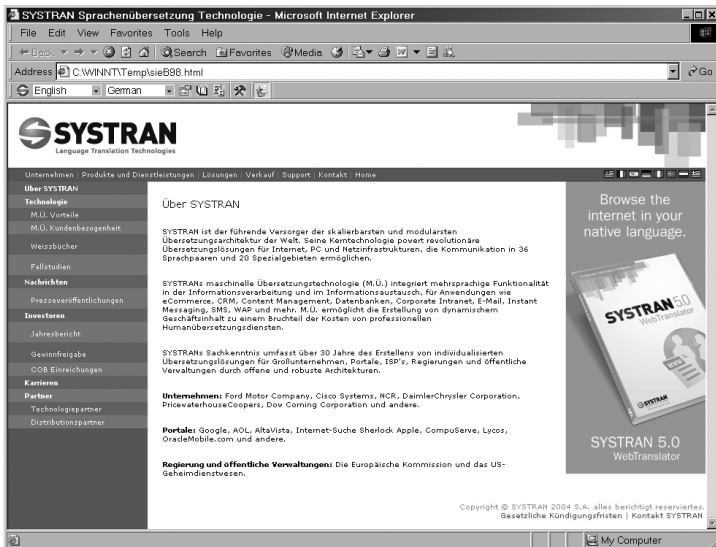 SYSTRAN Sprachenübersetzung Technologie - Microsoft Internet Explorer
File Edit View Favorites Tools Help
Back Search Favorites Media
Address C:\WINNT\Temp\sieB98.html Go
English German
SYSTRAN
Language Translation Technologies
Unternehmen | Produkte und Dienstleistungen | Lösungen | Verkauf | Support | Kontakt | Home
Über SYSTRAN
Technologie
M.Ü. Vorteile
M.Ü. Kundenbezogenheit
Weissbücher
Fallstudien
Nachrichten
Presseveröffentlichungen
Investoren
Jahresbericht
Gewinnfreigabe
COB Einreichungen
Karrieren
Partner
Technologiepartner
Distributionspartner
Über SYSTRAN
SYSTRAN ist der führende Versorger der skalierbarsten und modularsten
Übersetzungsarchitektur der Welt. Seine Kerntechnologie powert revolutionäre
Übersetzungslösungen für Internet, PC und Netzinfrastrukturen, die Kommunikation in 36
Sprachpaaren und 20 Spezialgebieten ermöglichen.
SYSTRANs maschinelle Übersetzungstechnologie (M.Ü.) integriert mehrsprachige Funktionalität
in der Informationsverarbeitung und im Informationsaustausch, für Anwendungen wie
eCommerce, CRM, Content Management, Datenbanken, Corporate Intranet, E-Mail, Instant
Messaging, SMS, WAP und mehr. M.Ü. ermöglicht die Erstellung von dynamischem
Geschäftsinhalt zu einem Bruchteil der Kosten von professionellen
Humanübersetzungsdiensten.
SYSTRANs Sachkenntnis umfasst über 30 Jahre des Erstellens von individualisierten
Übersetzungslösungen für Großunternehmen, Portale, ISP's, Regierungen und öffentliche
Verwaltungen durch offene und robuste Architekturen.
Unternehmen: Ford Motor Company, Cisco Systems, NCR, DaimlerChrysler Corporation,
PricewaterhouseCoopers, Dow Corning Corporation und andere.
Portale: Google, AOL, AltaVista, Internet-Suche Sherlock Apple, CompuServe, Lycos,
OracleMobile.com und andere.
Regierung und öffentliche Verwaltungen: Die Europäische Kommission und das US-
Geheimdienstwesen.
Browse the
internet in your
native language.
SYSTRAN 5.0
WebTranslator
SYSTRAN
SYSTRAN 5.0
WebTranslator
Copyright © SYSTRAN 2004 S.A. alles berichtigt reserviertes.
Gesetzliche Kündigungsfristen | Kontakt SYSTRAN
My Computer